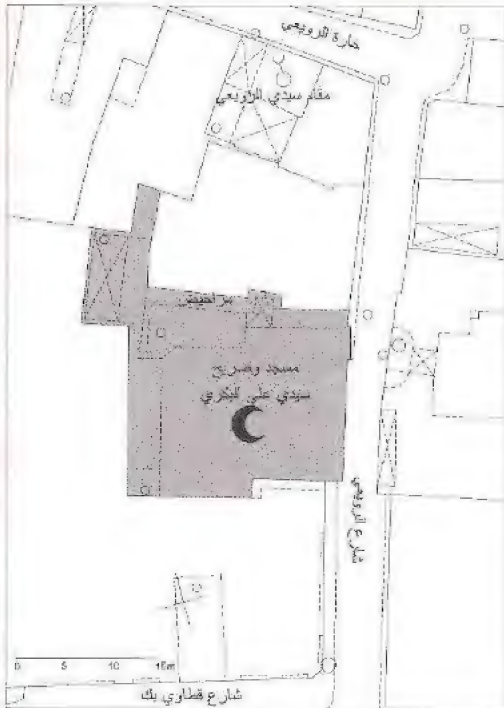 حارة الرويعي
مقام سيدي الرويعي
مراحيض
مسجد وضريح
سيدي علي البكري
شارع الرويعي
0 5 10 15m
شارع قطاوي بك